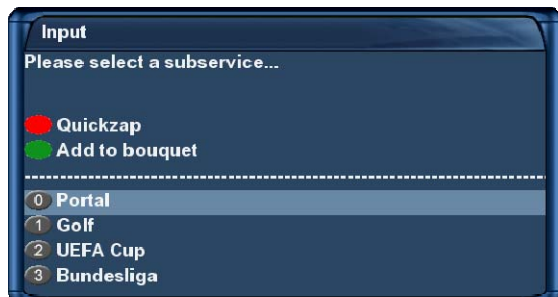 Input
Please select a subservice...
Quickzap
Add to bouquet
0 Portal
1 Golf
2 UEFA Cup
3 Bundesliga